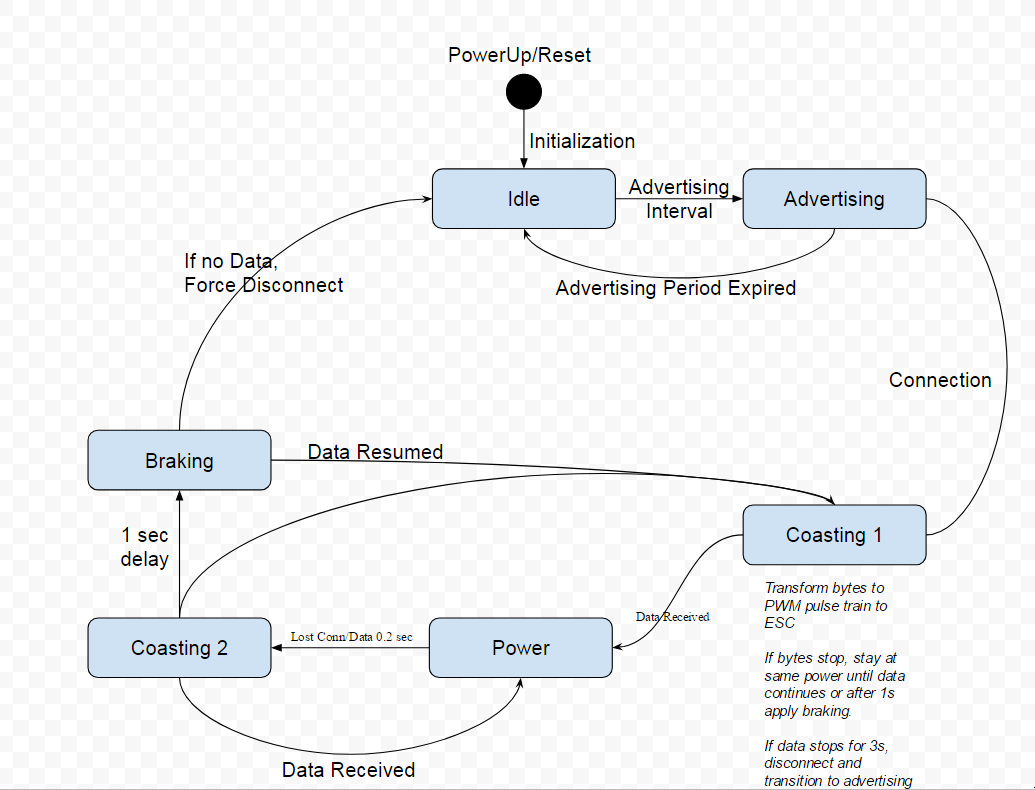 PowerUp/Reset
Initialization
Idle
Advertising
Interval
Advertising
Advertising Period Expired
If no Data,
Force Disconnect
Connection
Braking
Data Resumed
1 sec
delay
Coasting 1
Transform bytes to
PWM pulse train to
ESC
If bytes stop, stay at
same power until data
continues or after 1s
apply braking.
If data stops for 3s,
disconnect and
transition to advertising
Data Received
Coasting 2
Lost Conn/Data 0.2 sec
Power
Data Received